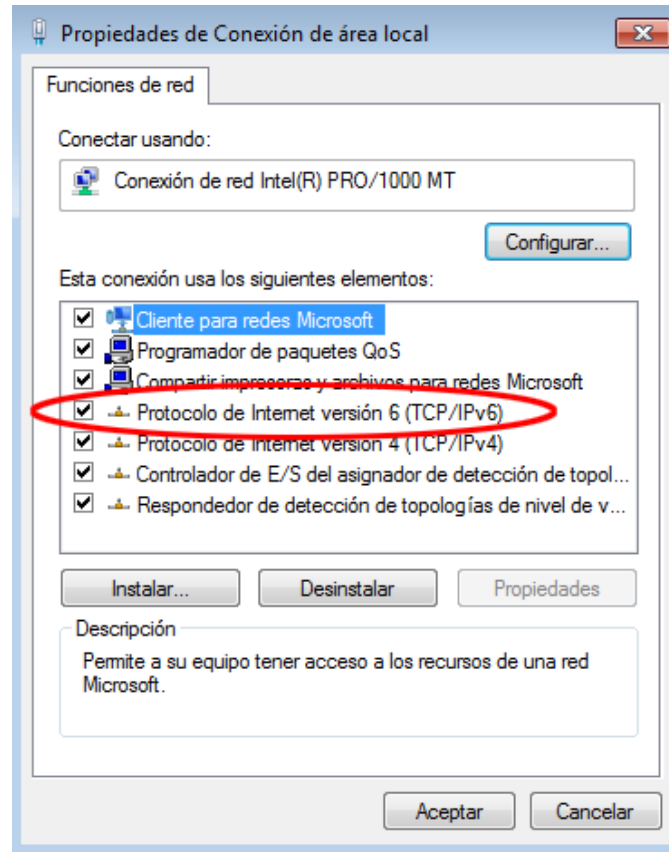 Propiedades de Conexión de área local
Funciones de red
Conectar usando:
Conexión de red Intel(R) PRO/1000 MT
Configurar...
Esta conexión usa los siguientes elementos:
Cliente para redes Microsoft
Programador de paquetes QoS
Compartir impresoras y archivos para redes Microsoft
Protocolo de Internet versión 6 (TCP/IPv6)
Protocolo de Internet versión 4 (TCP/IPv4)
Controlador de E/S del asignador de detección de topol...
Respondedor de detección de topologías de nivel de v...
Instalar... Desinstalar Propiedades
Descripción
Permite a su equipo tener acceso a los recursos de una red
Microsoft.
Aceptar Cancelar